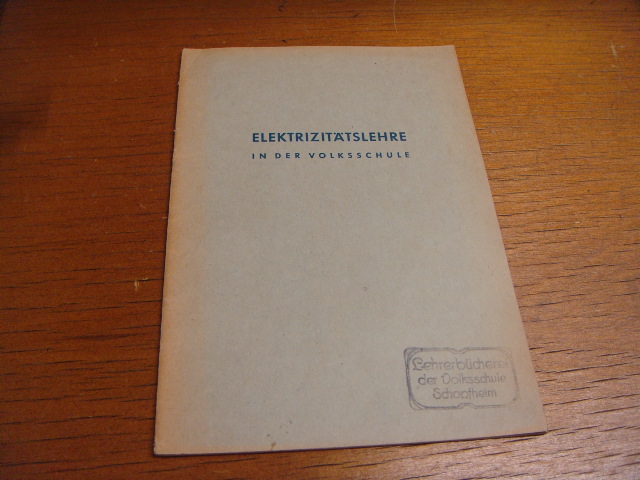 ELEKTRIZITÄTSLEHRE
IN DER VOLKSSCHULE
Lehrerbücherei
der Volksschule
Schopfheim